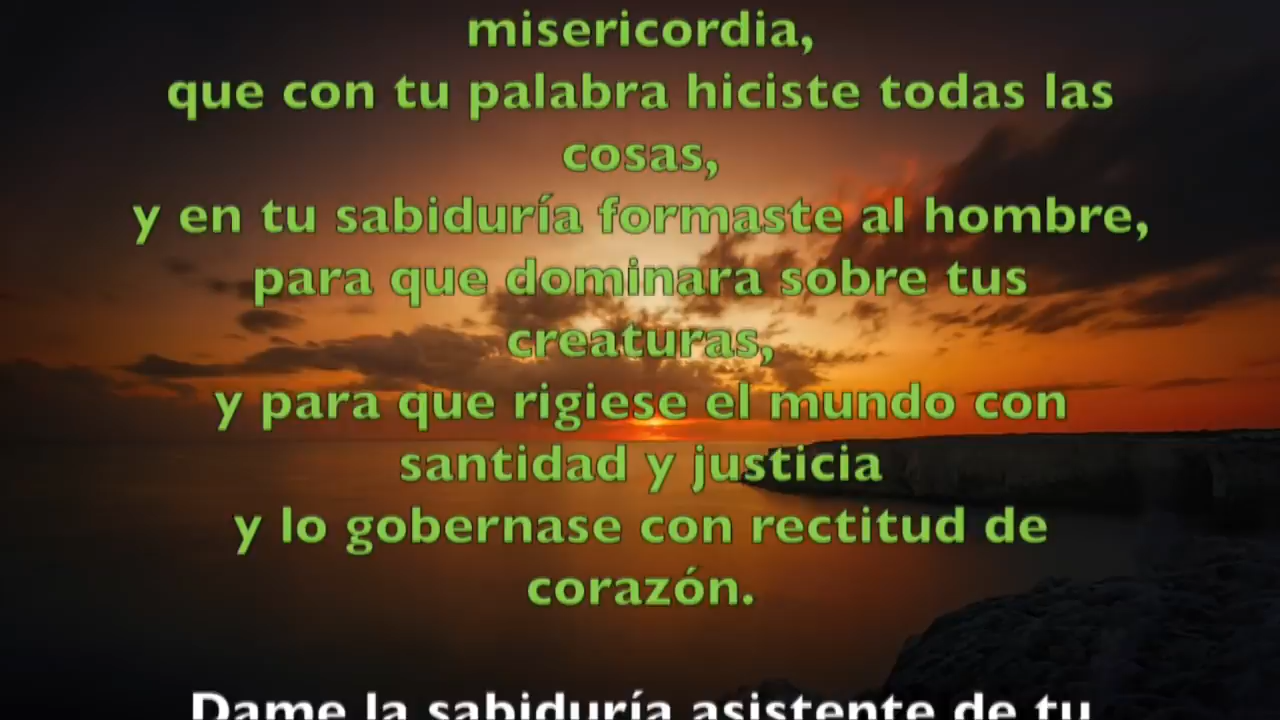 misericordia,
que con tu palabra hiciste todas las
cosas,
y en tu sabiduría formaste al hombre,
para que dominara sobre tus
creaturas,
y para que rigiese el mundo con
santidad y justicia
y lo gobernase con rectitud de
corazón.
Dame la sabiduría asistente de tu